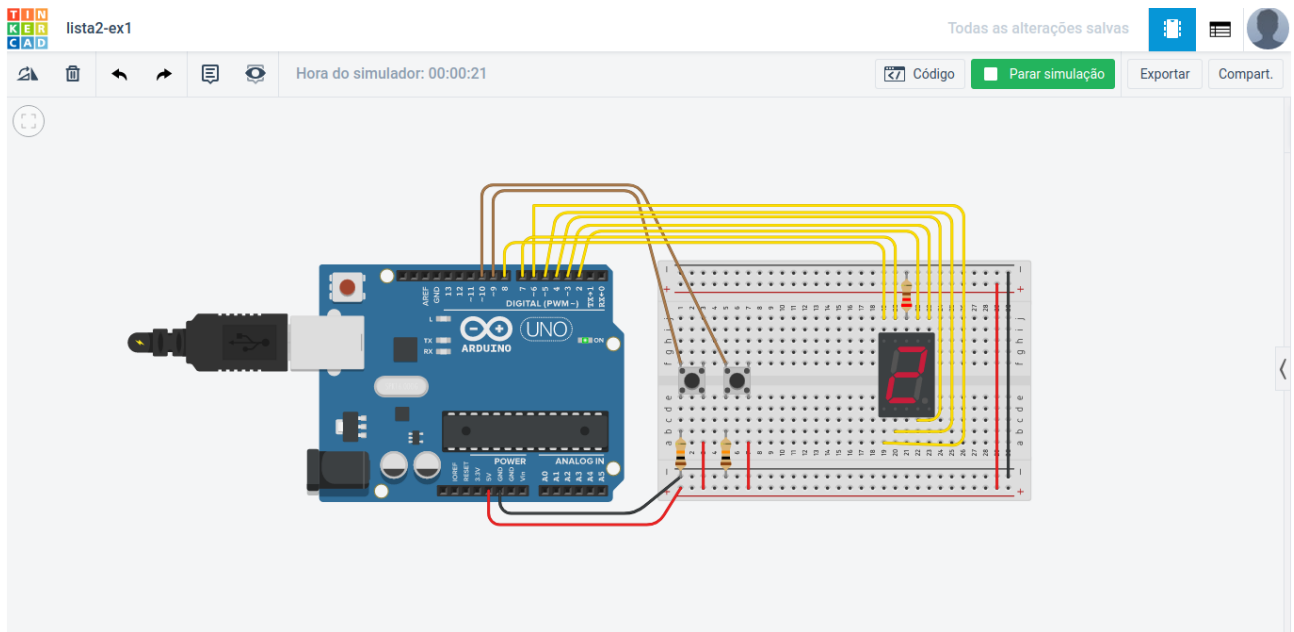 TIN
KER
CAD
lista2-ex1
Todas as alterações salvas
Hora do simulador: 00:00:21
Código
Parar simulação
Exportar
Compart.
AREF
GND
13
12
~11
~10
~9
8
7
~6
~5
4
~3
2
TX→1
RX←0
DIGITAL (PWM~)
L
TX
RX
ARDUINO
UNO
ON
POWER
ANALOG IN
IOREF
RESET
3.3V
5V
GND
GND
Vin
A0
A1
A2
A3
A4
A5
2